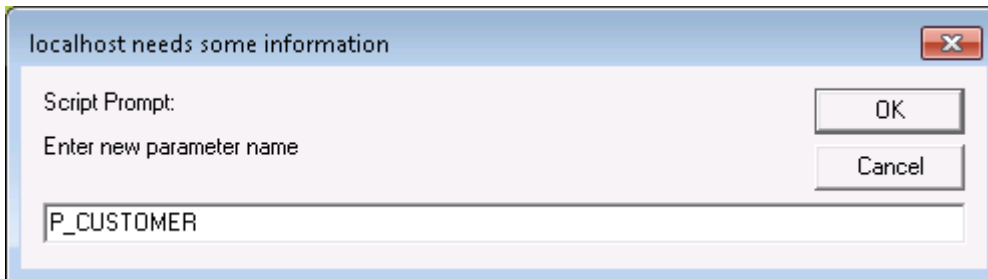 localhost needs some information
Script Prompt:
OK
Enter new parameter name
Cancel
P_CUSTOMER